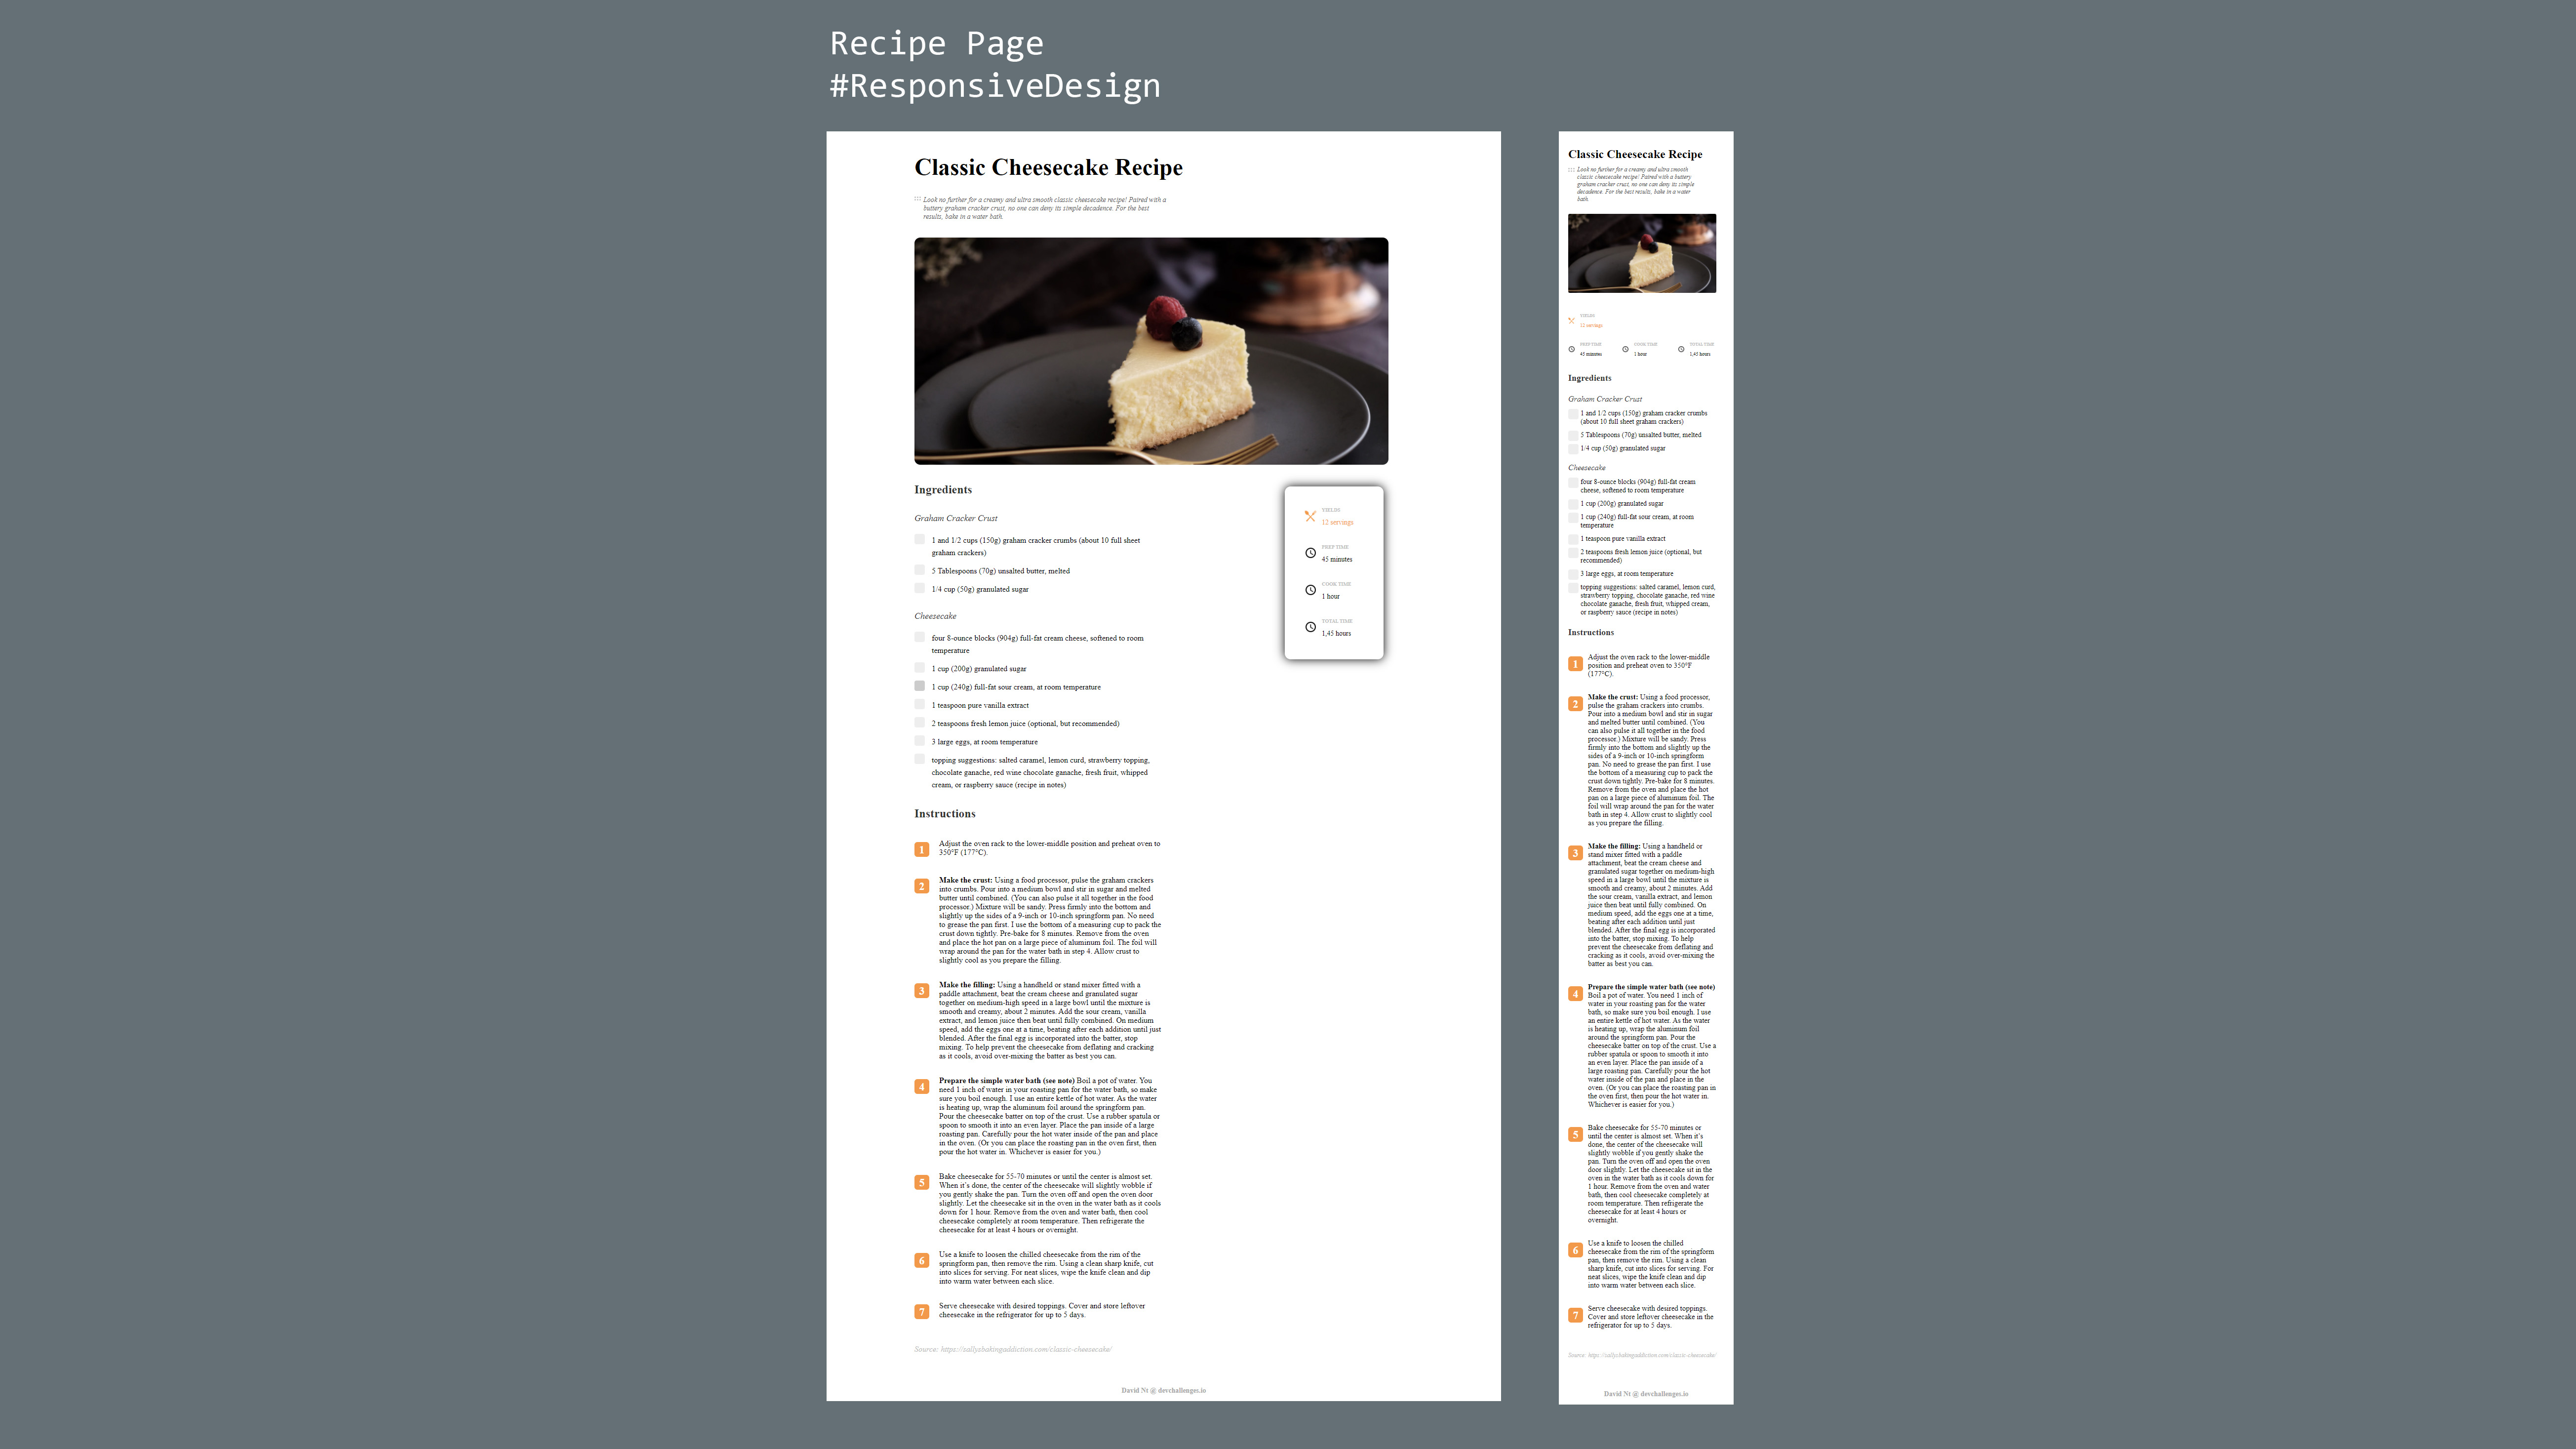 Recipe Page
#ResponsiveDesign
Classic Cheesecake Recipe
Look no further for a creamy and ultra smooth classic cheesecake recipe! Paired with a
buttery graham cracker crust, no one can deny its simple decadence. For the best
results, bake in a water bath.
Ingredients
Graham Cracker Crust
1 and 1/2 cups (150g) graham cracker crumbs (about 10 full sheet
graham crackers)
5 Tablespoons (70g) unsalted butter, melted
1/4 cup (50g) granulated sugar
Cheesecake
four 8-ounce blocks (904g) full-fat cream cheese, softened to room
temperature
1 cup (200g) granulated sugar
1 cup (240g) full-fat sour cream, at room temperature
1 teaspoon pure vanilla extract
2 teaspoons fresh lemon juice (optional, but recommended)
3 large eggs, at room temperature
topping suggestions: salted caramel, lemon curd, strawberry topping,
chocolate ganache, red wine chocolate ganache, fresh fruit, whipped
cream, or raspberry sauce (recipe in notes)
YIELDS
12 servings
PREP TIME
45 minutes
COOK TIME
1 hour
TOTAL TIME
1,45 hours
Instructions
1 Adjust the oven rack to the lower-middle position and preheat oven to
350°F (177°C).
2 Make the crust: Using a food processor, pulse the graham crackers
into crumbs. Pour into a medium bowl and stir in sugar and melted
butter until combined. (You can also pulse it all together in the food
processor.) Mixture will be sandy. Press firmly into the bottom and
slightly up the sides of a 9-inch or 10-inch springform pan. No need
to grease the pan first. I use the bottom of a measuring cup to pack the
crust down tightly. Pre-bake for 8 minutes. Remove from the oven
and place the hot pan on a large piece of aluminum foil. The foil will
wrap around the pan for the water bath in step 4. Allow crust to
slightly cool as you prepare the filling.
3 Make the filling: Using a handheld or stand mixer fitted with a
paddle attachment, beat the cream cheese and granulated sugar
together on medium-high speed in a large bowl until the mixture is
smooth and creamy, about 2 minutes. Add the sour cream, vanilla
extract, and lemon juice then beat until fully combined. On medium
speed, add the eggs one at a time, beating after each addition until just
blended. After the final egg is incorporated into the batter, stop
mixing. To help prevent the cheesecake from deflating and cracking
as it cools, avoid over-mixing the batter as best you can.
4 Prepare the simple water bath (see note) Boil a pot of water. You
need 1 inch of water in your roasting pan for the water bath, so make
sure you boil enough. I use an entire kettle of hot water. As the water
is heating up, wrap the aluminum foil around the springform pan.
Pour the cheesecake batter on top of the crust. Use a rubber spatula or
spoon to smooth it into an even layer. Place the pan inside of a large
roasting pan. Carefully pour the hot water inside of the pan and place
in the oven. (Or you can place the roasting pan in the oven first, then
pour the hot water in. Whichever is easier for you.)
5 Bake cheesecake for 55-70 minutes or until the center is almost set.
When it's done, the center of the cheesecake will slightly wobble if
you gently shake the pan. Turn the oven off and open the oven door
slightly. Let the cheesecake sit in the oven in the water bath as it cools
down for 1 hour. Remove from the oven and water bath, then cool
cheesecake completely at room temperature. Then refrigerate the
cheesecake for at least 4 hours or overnight.
6 Use a knife to loosen the chilled cheesecake from the rim of the
springform pan, then remove the rim. Using a clean sharp knife, cut
into slices for serving. For neat slices, wipe the knife clean and dip
into warm water between each slice.
7 Serve cheesecake with desired toppings. Cover and store leftover
cheesecake in the refrigerator for up to 5 days.
Source: https://sallysbakingaddiction.com/classic-cheesecake/
David Nt @ devchallenges.io
Classic Cheesecake Recipe
Look no further for a creamy and ultra smooth
classic cheesecake recipe! Paired with a buttery
graham cracker crust, no one can deny its simple
decadence. For the best results, bake in a water
bath.
YIELDS
12 servings
PREP TIME
45 minutes
COOK TIME
1 hour
TOTAL TIME
1,45 hours
Ingredients
Graham Cracker Crust
1 and 1/2 cups (150g) graham cracker crumbs
(about 10 full sheet graham crackers)
5 Tablespoons (70g) unsalted butter, melted
1/4 cup (50g) granulated sugar
Cheesecake
four 8-ounce blocks (904g) full-fat cream
cheese, softened to room temperature
1 cup (200g) granulated sugar
1 cup (240g) full-fat sour cream, at room
temperature
1 teaspoon pure vanilla extract
2 teaspoons fresh lemon juice (optional, but
recommended)
3 large eggs, at room temperature
topping suggestions: salted caramel, lemon curd,
strawberry topping, chocolate ganache, red wine
chocolate ganache, fresh fruit, whipped cream,
or raspberry sauce (recipe in notes)
Instructions
1 Adjust the oven rack to the lower-middle
position and preheat oven to 350°F
(177°C).
2 Make the crust: Using a food processor,
pulse the graham crackers into crumbs.
Pour into a medium bowl and stir in sugar
and melted butter until combined. (You
can also pulse it all together in the food
processor.) Mixture will be sandy. Press
firmly into the bottom and slightly up the
sides of a 9-inch or 10-inch springform
pan. No need to grease the pan first. I use
the bottom of a measuring cup to pack the
crust down tightly. Pre-bake for 8 minutes.
Remove from the oven and place the hot
pan on a large piece of aluminum foil. The
foil will wrap around the pan for the water
bath in step 4. Allow crust to slightly cool
as you prepare the filling.
3 Make the filling: Using a handheld or
stand mixer fitted with a paddle
attachment, beat the cream cheese and
granulated sugar together on medium-high
speed in a large bowl until the mixture is
smooth and creamy, about 2 minutes. Add
the sour cream, vanilla extract, and lemon
juice then beat until fully combined. On
medium speed, add the eggs one at a time,
beating after each addition until just
blended. After the final egg is incorporated
into the batter, stop mixing. To help
prevent the cheesecake from deflating and
cracking as it cools, avoid over-mixing the
batter as best you can.
4 Prepare the simple water bath (see note)
Boil a pot of water. You need 1 inch of
water in your roasting pan for the water
bath, so make sure you boil enough. I use
an entire kettle of hot water. As the water
is heating up, wrap the aluminum foil
around the springform pan. Pour the
cheesecake batter on top of the crust. Use a
rubber spatula or spoon to smooth it into
an even layer. Place the pan inside of a
large roasting pan. Carefully pour the hot
water inside of the pan and place in the
oven. (Or you can place the roasting pan in
the oven first, then pour the hot water in.
Whichever is easier for you.)
5 Bake cheesecake for 55-70 minutes or
until the center is almost set. When it's
done, the center of the cheesecake will
slightly wobble if you gently shake the
pan. Turn the oven off and open the oven
door slightly. Let the cheesecake sit in the
oven in the water bath as it cools down for
1 hour. Remove from the oven and water
bath, then cool cheesecake completely at
room temperature. Then refrigerate the
cheesecake for at least 4 hours or
overnight.
6 Use a knife to loosen the chilled
cheesecake from the rim of the springform
pan, then remove the rim. Using a clean
sharp knife, cut into slices for serving. For
neat slices, wipe the knife clean and dip
into warm water between each slice.
7 Serve cheesecake with desired toppings.
Cover and store leftover cheesecake in the
refrigerator for up to 5 days.
Source: https://sallysbakingaddiction.com/classic-cheesecake/
David Nt @ devchallenges.io